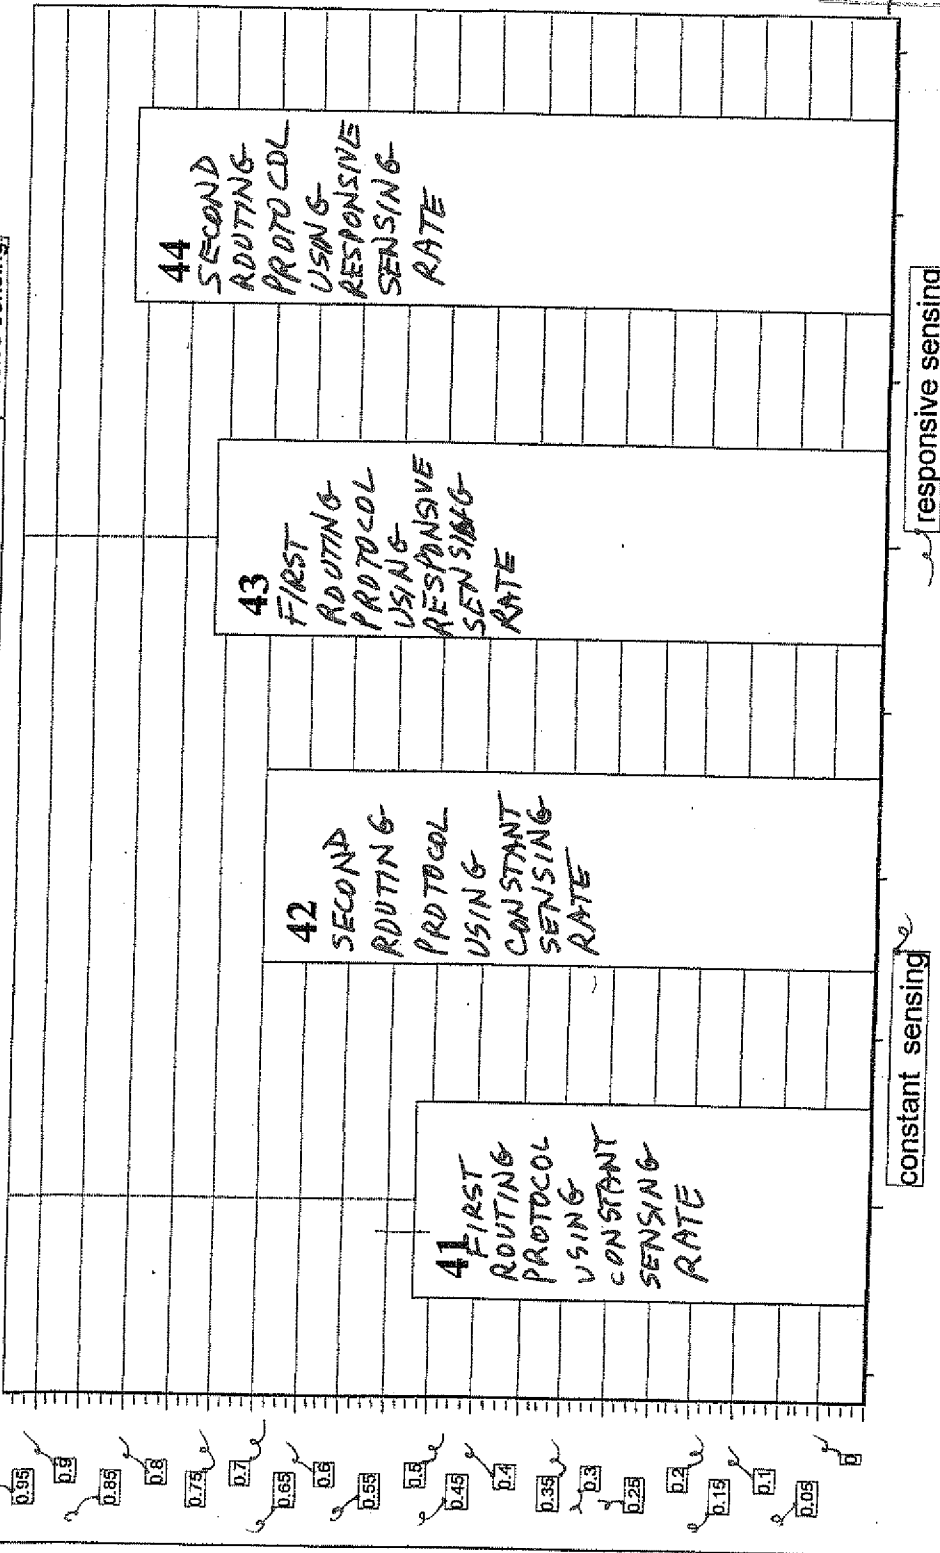 0.95
0.9
0.85
0.8
0.75
0.7
0.65
0.6
0.55
0.5
0.45
0.4
0.35
0.3
0.25
0.2
0.15
0.1
0.05
0
41
FIRST
ROUTING
PROTOCOL
USING
CONSTANT
SENSING
RATE
42
SECOND
ROUTING
PROTOCOL
USING
CONSTANT
SENSING
RATE
43
FIRST
ROUTING
PROTOCOL
USING
RESPONSIVE
SENSING
RATE
44
SECOND
ROUTING
PROTOCOL
USING
RESPONSIVE
SENSING
RATE
constant sensing
responsive sensing